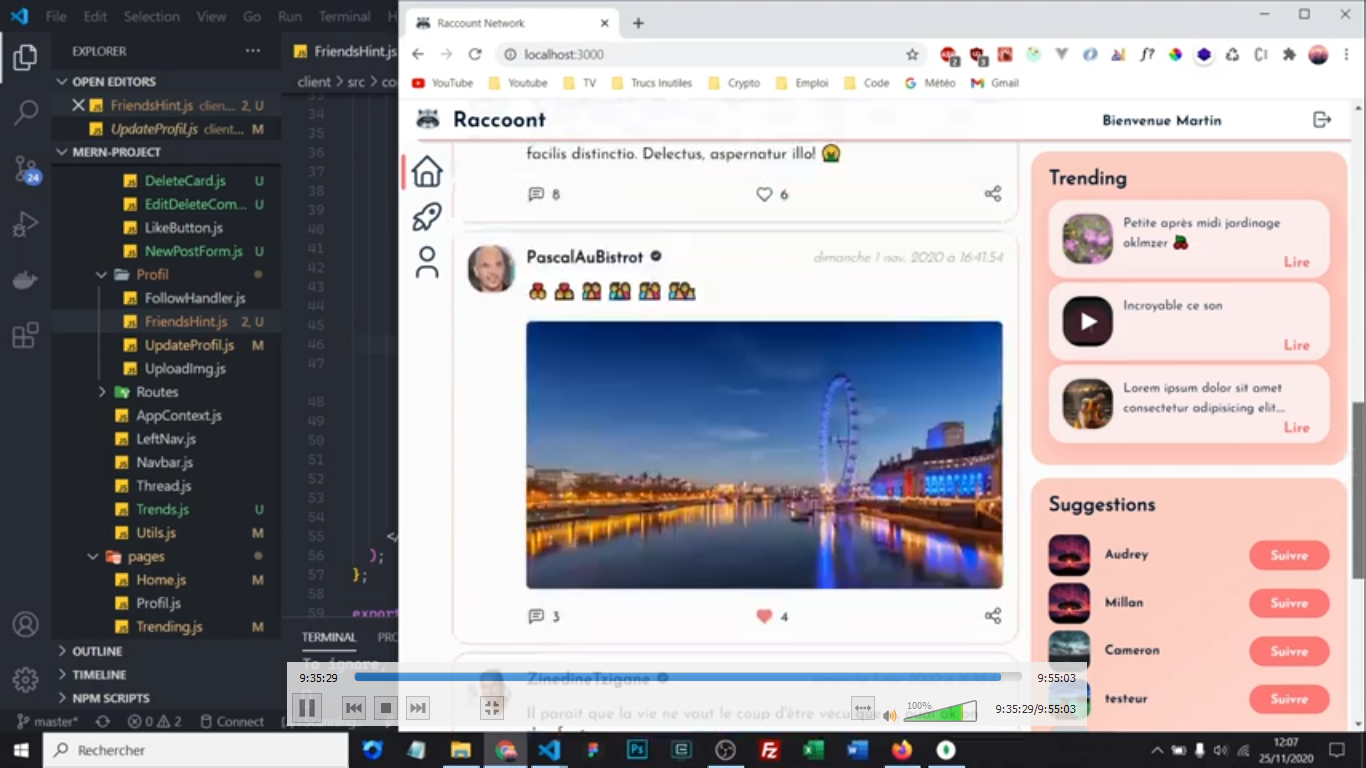 File Edit Selection View Go Run Terminal
EXPLORER
OPEN EDITORS
FriendsHint.js clien... 2, U
UpdateProfil.js client... M
MERN-PROJECT
DeleteCard.js U
EditDeleteCom... U
LikeButton.js
NewPostForm.js U
Profil
FollowHandler.js
FriendsHint.js 2, U
UpdateProfil.js M
UploadImg.js
Routes
AppContext.js
LeftNav.js
Navbar.js
Thread.js
Trends.js U
Utils.js M
pages
Home.js M
Profil.js
Trending.js M
OUTLINE
TIMELINE
NPM SCRIPTS
24
master* 0 2 Connect
FriendsHint.js
client > src > co
34
35
36
37
38
39
40
41
42
43
44
45
46
47
48
49
50
51
52
53
54
55 </
56 );
57 };
58
59 export
TERMINAL
To ignore,
Raccount Network
localhost:3000
YouTube Youtube TV Trucs Inutiles Crypto Emploi Code Météo Gmail
Raccoont
Bienvenue Martin
facilis distinctio. Delectus, aspernatur illo!
8 6
PascalAuBistrot
dimanche 1 nov. 2020 à 16:41:54
3 4
ZinedineTzigane
Il parait que la vie ne vaut le coup d'être vécu
Trending
Petite après midi jardinage
oklmzer
Lire
Incroyable ce son
Lire
Lorem ipsum dolor sit amet
consectetur adipisicing elit...
Lire
Suggestions
Audrey Suivre
Millan Suivre
Cameron Suivre
testeur Suivre
9:35:29 9:55:03
100%
9:35:29/9:55:03
Rechercher
12:07
25/11/2020